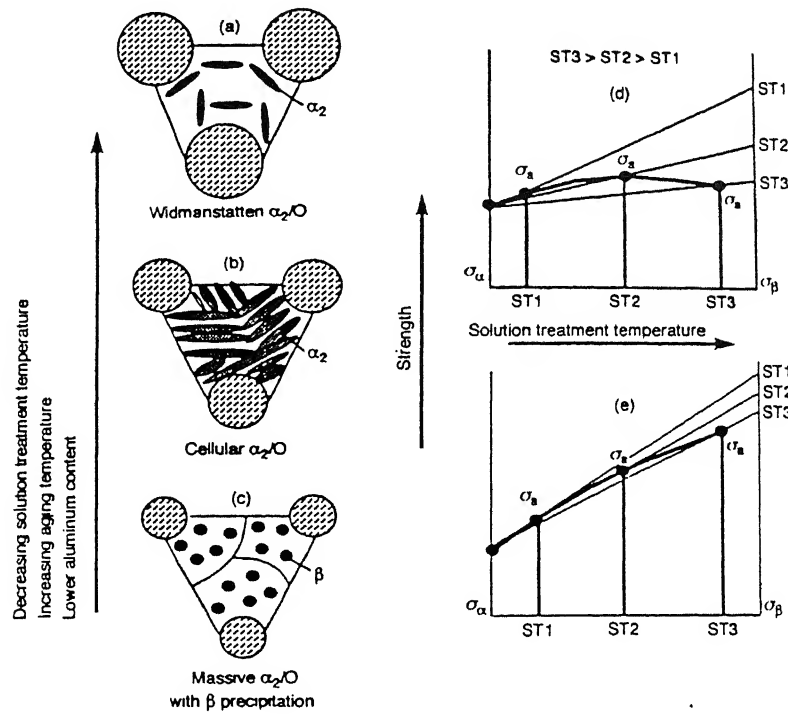 (a)
α₂
Widmanstatten α₂/O
(b)
α₂
Cellular α₂/O
(c)
β
Massive α₂/O
with β precipitation
Decreasing solution treatment temperature
Increasing aging temperature
Lower aluminum content
ST3 > ST2 > ST1
(d)
ST1
ST2
ST3
σₐ
σₐ
σₐ
σα
σβ
ST1
ST2
ST3
Solution treatment temperature
Strength
(e)
ST1
ST2
ST3
σₐ
σₐ
σₐ
σα
σβ
ST1
ST2
ST3